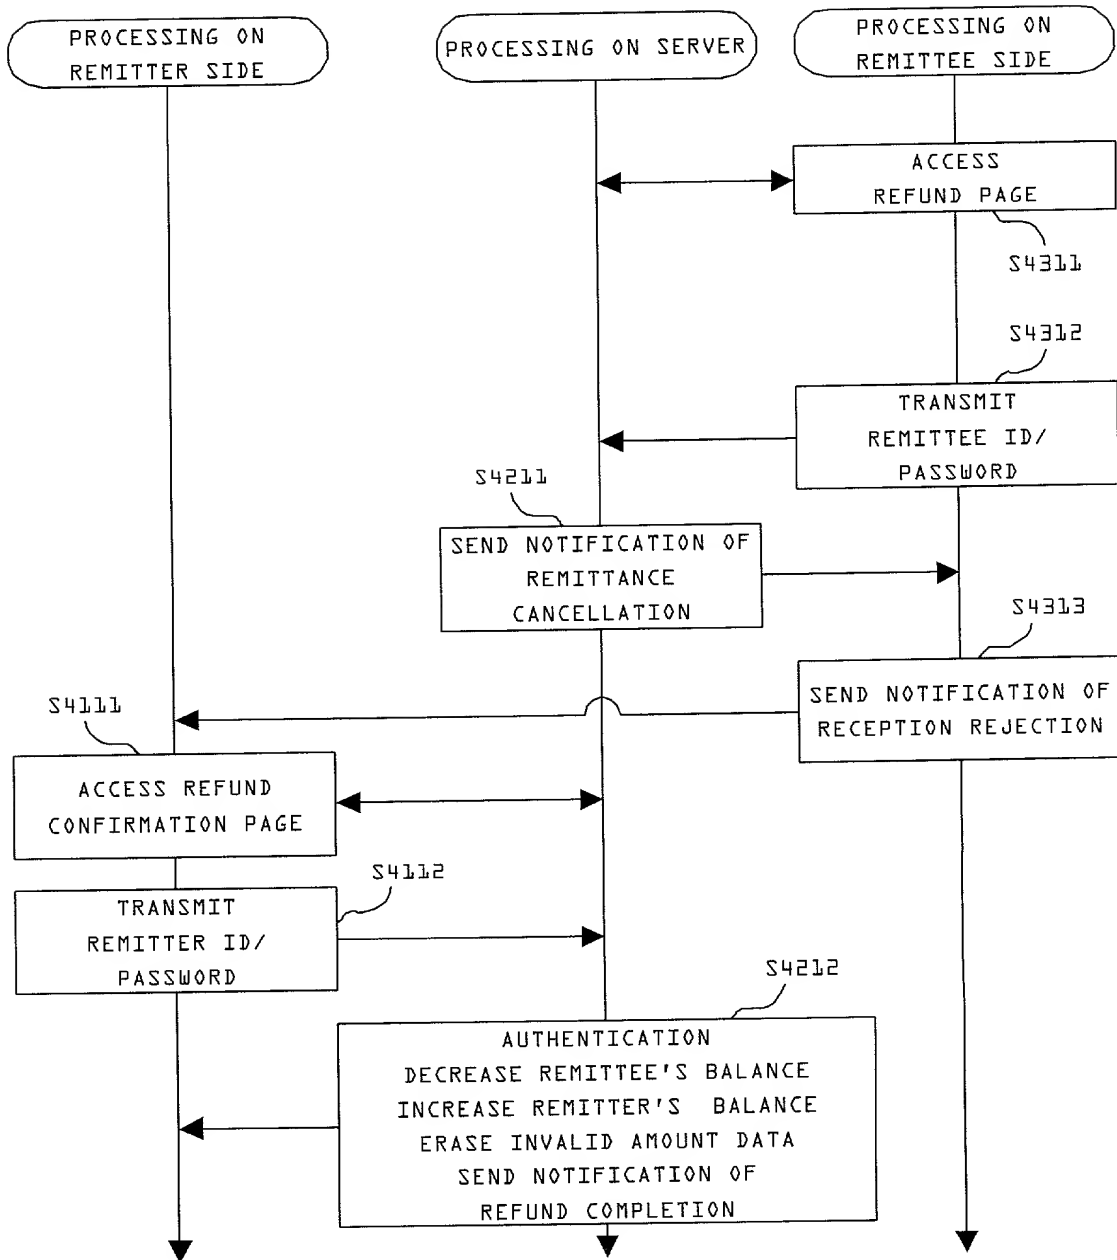 PROCESSING ON
REMITTER SIDE
PROCESSING ON SERVER
PROCESSING ON
REMITTEE SIDE
ACCESS
REFUND PAGE
S4311
S4312
TRANSMIT
REMITTEE ID/
PASSWORD
S4211
SEND NOTIFICATION OF
REMITTANCE
CANCELLATION
S4313
SEND NOTIFICATION OF
RECEPTION REJECTION
S4111
ACCESS REFUND
CONFIRMATION PAGE
S4112
TRANSMIT
REMITTER ID/
PASSWORD
S4212
AUTHENTICATION
DECREASE REMITTEE'S BALANCE
INCREASE REMITTER'S BALANCE
ERASE INVALID AMOUNT DATA
SEND NOTIFICATION OF
REFUND COMPLETION